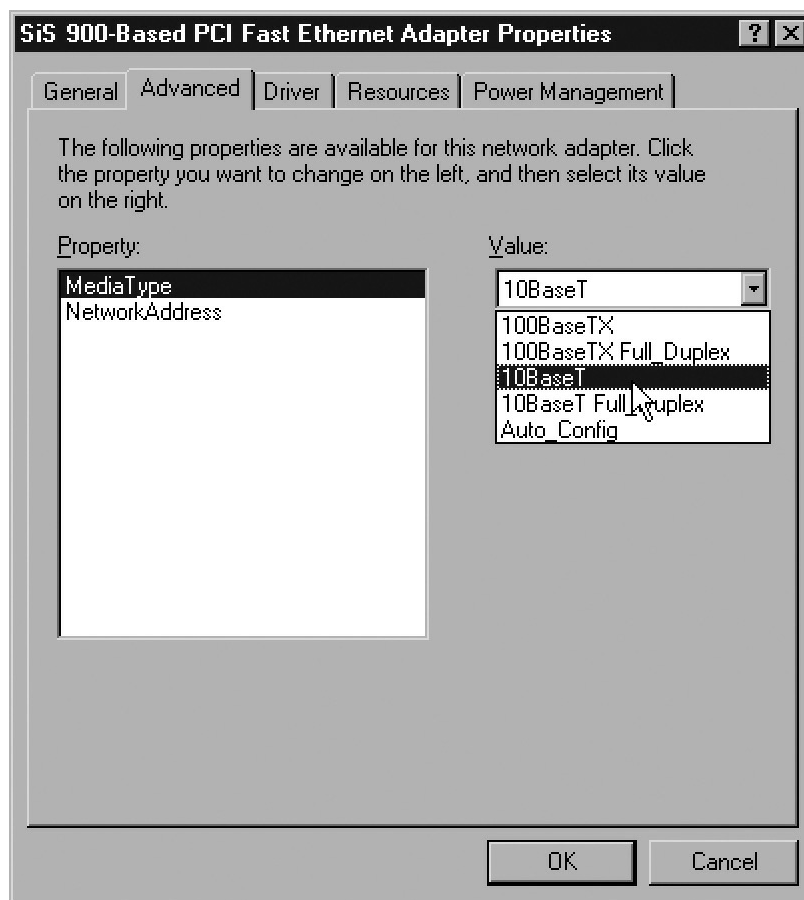 SiS 900-Based PCI Fast Ethernet Adapter Properties ? X
General Advanced Driver Resources Power Management
The following properties are available for this network adapter. Click
the property you want to change on the left, and then select its value
on the right.
Property:
MediaType
NetworkAddress
Value:
10BaseT
100BaseTX
100BaseTX Full_Duplex
10BaseT
10BaseT Full_Duplex
Auto_Config
OK Cancel